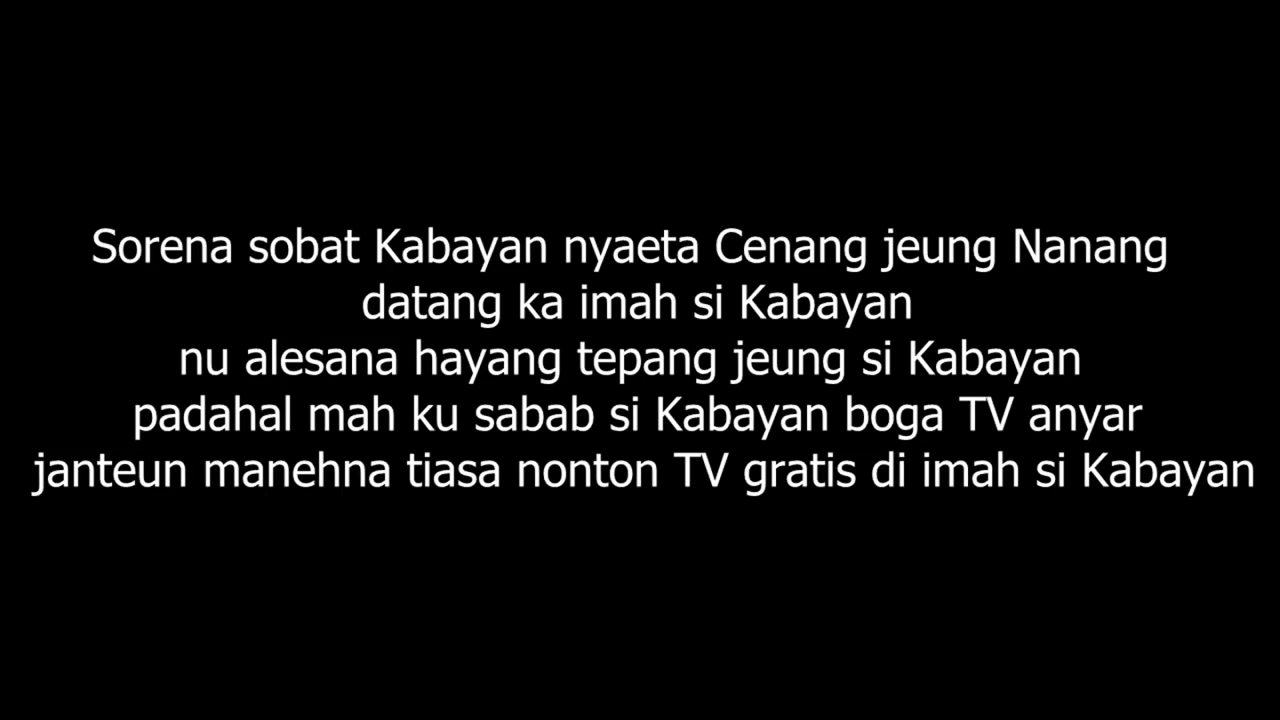 Sorena sobat Kabayan nyaeta Cenang jeung Nanang
datang ka imah si Kabayan
nu alesana hayang tepang jeung si Kabayan
padahal mah ku sabab si Kabayan boga TV anyar
janteun manehna tiasa nonton TV gratis di imah si Kabayan